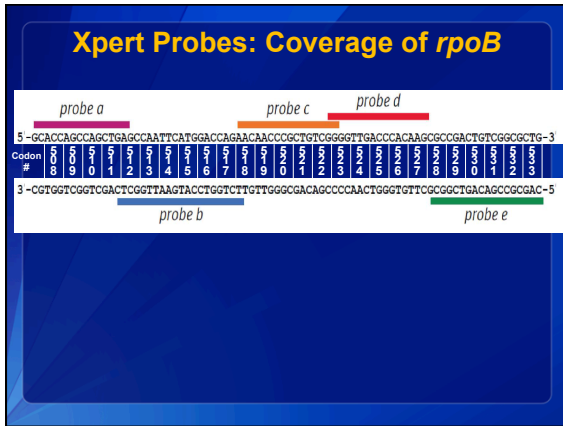 Xpert Probes: Coverage of rpoB
probe a
probe c
probe d
5'-GCACCAGCCAGCTGAGCCAATTCATGGACCAGAACAACCCGCTGTCGGGGTTGACCCACAAGCGCCGACTGTCGGCGCTG-3'
Codon # 508 509 510 511 512 513 514 515 516 517 518 519 520 521 522 523 524 525 526 527 528 529 530 531 532 533
3'-CGTGGTCGGTCGACTCGGTTAAGTACCTGGTCTTGTTGGGCGACAGCCCCAACTGGGTGTTCGCGGCTGACAGCCGCGAC-5'
probe b
probe e